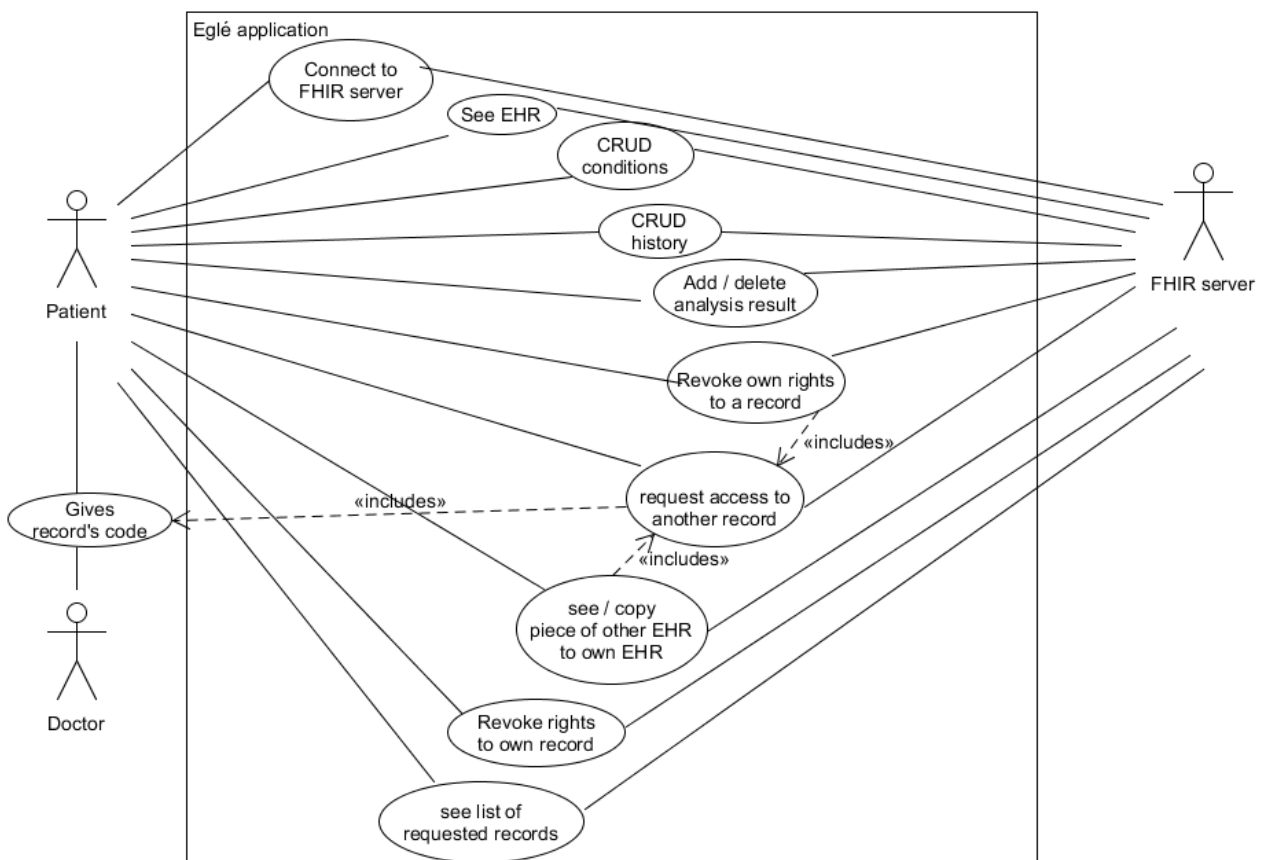 Eglé application
Connect to
FHIR server
See EHR
CRUD
conditions
CRUD
history
Add / delete
analysis result
Patient
FHIR server
Revoke own rights
to a record
«includes»
request access to
another record
«includes»
Gives
record's code
«includes»
see / copy
piece of other EHR
to own EHR
Doctor
Revoke rights
to own record
see list of
requested records